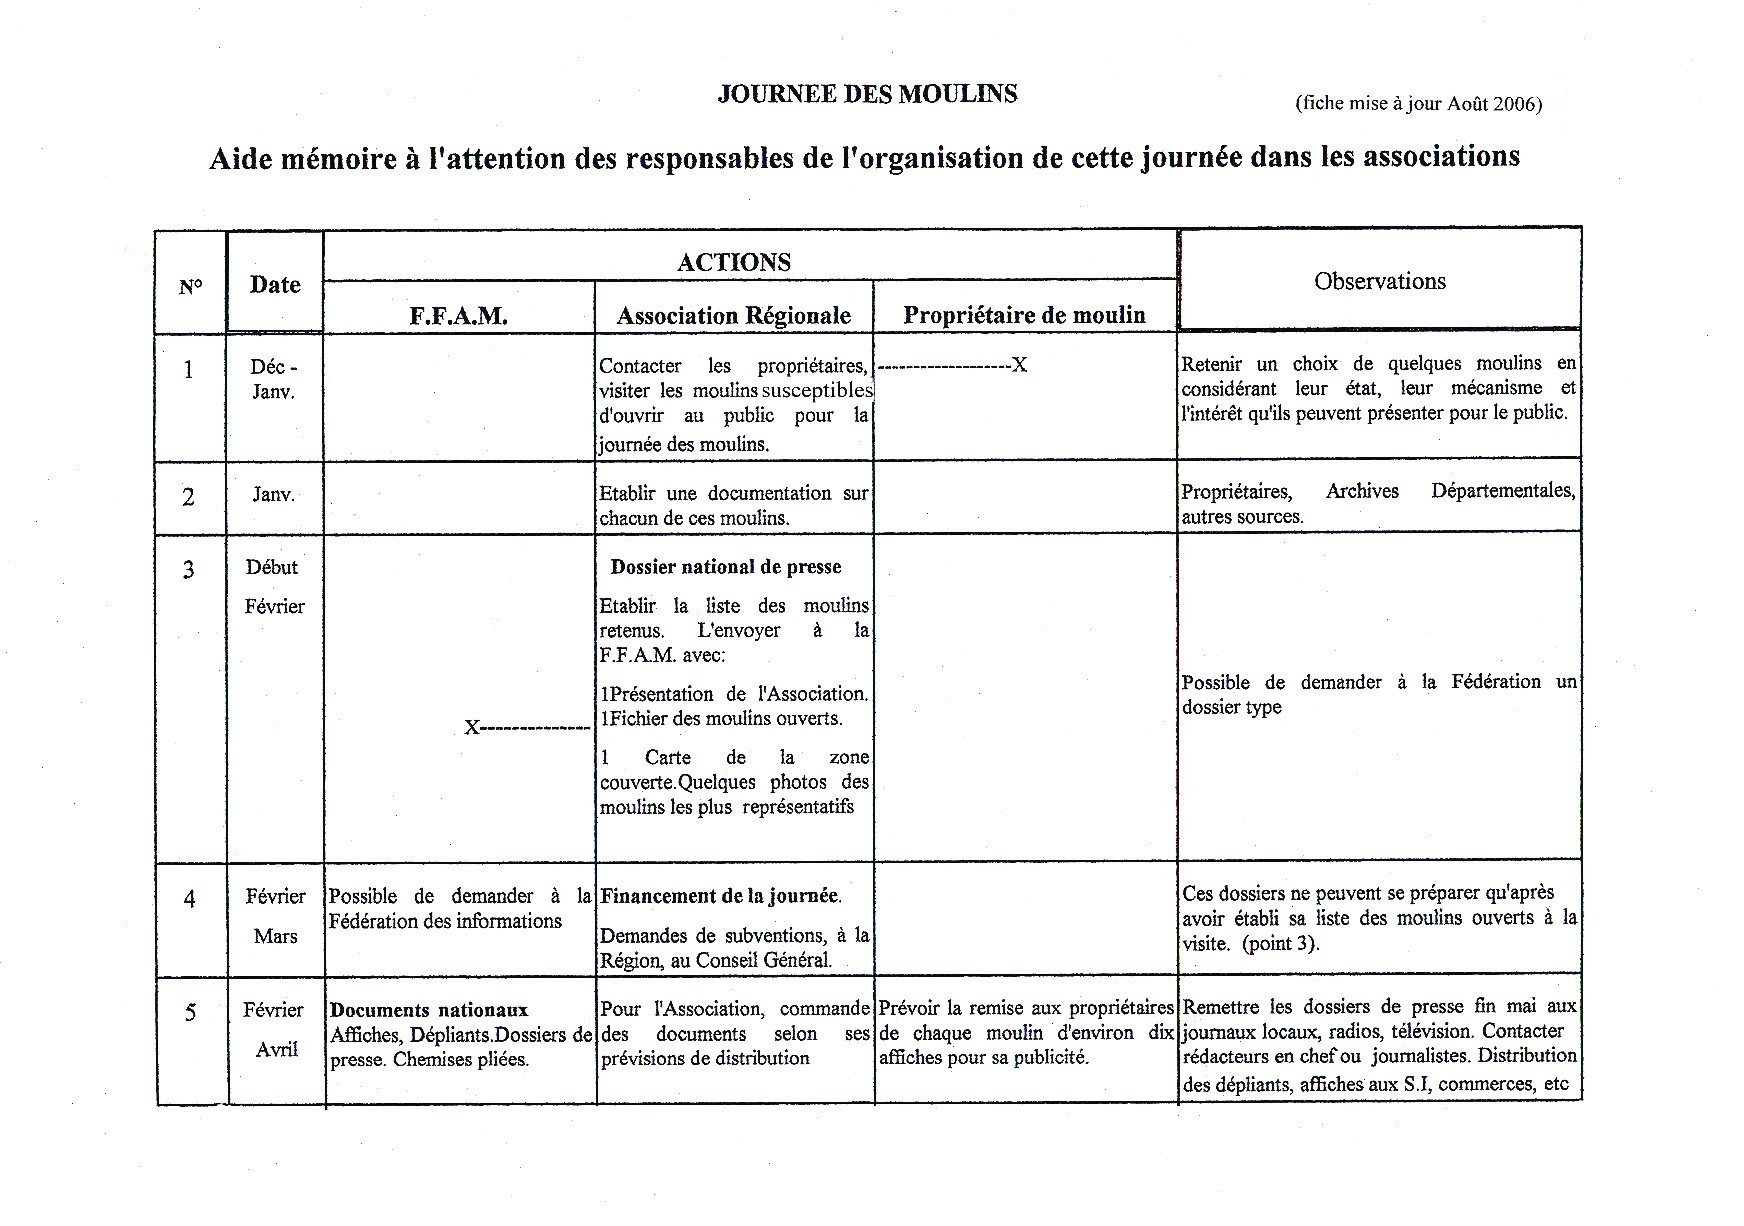 JOURNEE DES MOULINS
(fiche mise à jour Août 2006)
Aide mémoire à l'attention des responsables de l'organisation de cette journée dans les associations
N°
Date
ACTIONS
Observations
F.F.A.M.
Association Régionale
Propriétaire de moulin
1
Déc -
Janv.
Contacter les propriétaires,
visiter les moulins susceptibles
d'ouvrir au public pour la
journée des moulins.
-------------------X
Retenir un choix de quelques moulins en
considérant leur état, leur mécanisme et
l'intérêt qu'ils peuvent présenter pour le public.
2
Janv.
Etablir une documentation sur
chacun de ces moulins.
Propriétaires, Archives Départementales,
autres sources.
3
Début
Février
X---------------
Dossier national de presse
Etablir la liste des moulins
retenus. L'envoyer à la
F.F.A.M. avec:
1Présentation de l'Association.
1Fichier des moulins ouverts.
1 Carte de la zone
couverte.Quelques photos des
moulins les plus représentatifs
Possible de demander à la Fédération un
dossier type
4
Février
Mars
Possible de demander à la
Fédération des informations
Financement de la journée.
Demandes de subventions, à la
Région, au Conseil Général.
Ces dossiers ne peuvent se préparer qu'après
avoir établi sa liste des moulins ouverts à la
visite. (point 3).
5
Février
Avril
Documents nationaux
Affiches, Dépliants.Dossiers de
presse. Chemises pliées.
Pour l'Association, commande
des documents selon ses
prévisions de distribution
Prévoir la remise aux propriétaires
de chaque moulin d'environ dix
affiches pour sa publicité.
Remettre les dossiers de presse fin mai aux
journaux locaux, radios, télévision. Contacter
rédacteurs en chef ou journalistes. Distribution
des dépliants, affiches aux S.I, commerces, etc